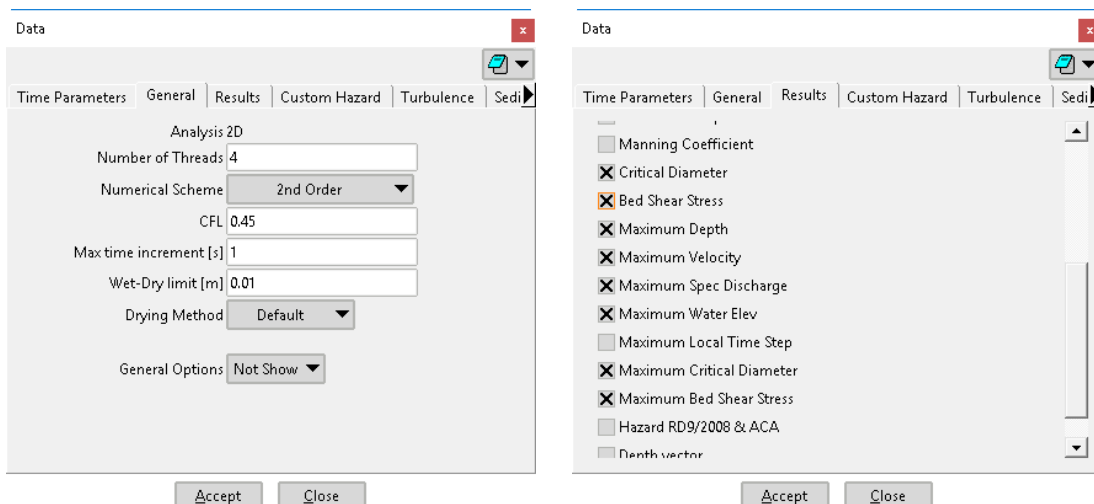 Data
x
Time Parameters General Results Custom Hazard Turbulence Sedi
Analysis 2D
Number of Threads 4
Numerical Scheme 2nd Order
CFL 0.45
Max time increment [s] 1
Wet-Dry limit [m] 0.01
Drying Method Default
General Options Not Show
Accept Close
Data
x
Time Parameters General Results Custom Hazard Turbulence Sedi
Manning Coefficient
Critical Diameter
Bed Shear Stress
Maximum Depth
Maximum Velocity
Maximum Spec Discharge
Maximum Water Elev
Maximum Local Time Step
Maximum Critical Diameter
Maximum Bed Shear Stress
Hazard RD9/2008 & ACA
Depth vector
Accept Close